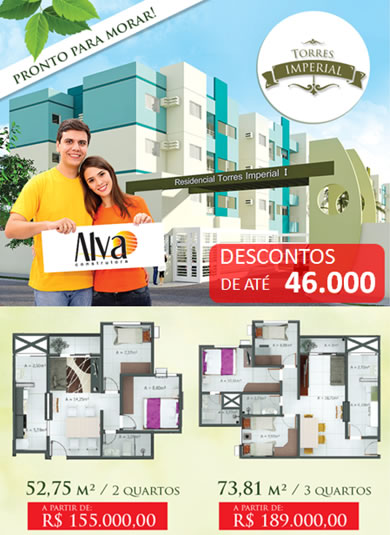 PRONTO PARA MORAR!
TORRES
IMPERIAL
Residencial Torres Imperial I
Alva
construtora
DESCONTOS
DE ATÉ 46.000
52,75 M² / 2 QUARTOS
A PARTIR DE:
R$ 155.000,00
73,81 M² / 3 QUARTOS
A PARTIR DE:
R$ 189.000,00